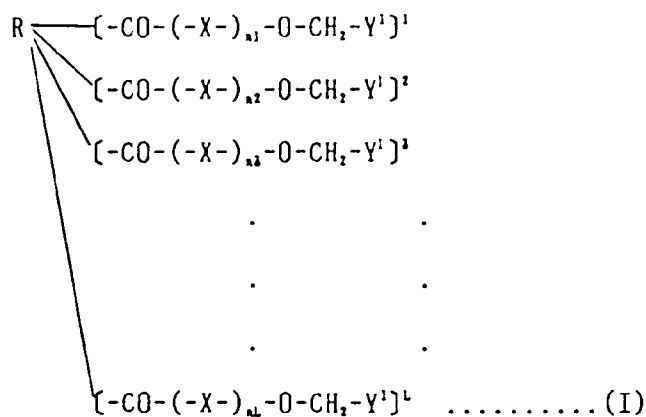 R [-CO-(-X-)ₙ₁-O-CH₂-Y¹]¹
[-CO-(-X-)ₙ₂-O-CH₂-Y¹]²
[-CO-(-X-)ₙ₃-O-CH₂-Y¹]³
. .
. .
. .
[-CO-(-X-)ₙL-O-CH₂-Y¹]ᴸ ..........(I)